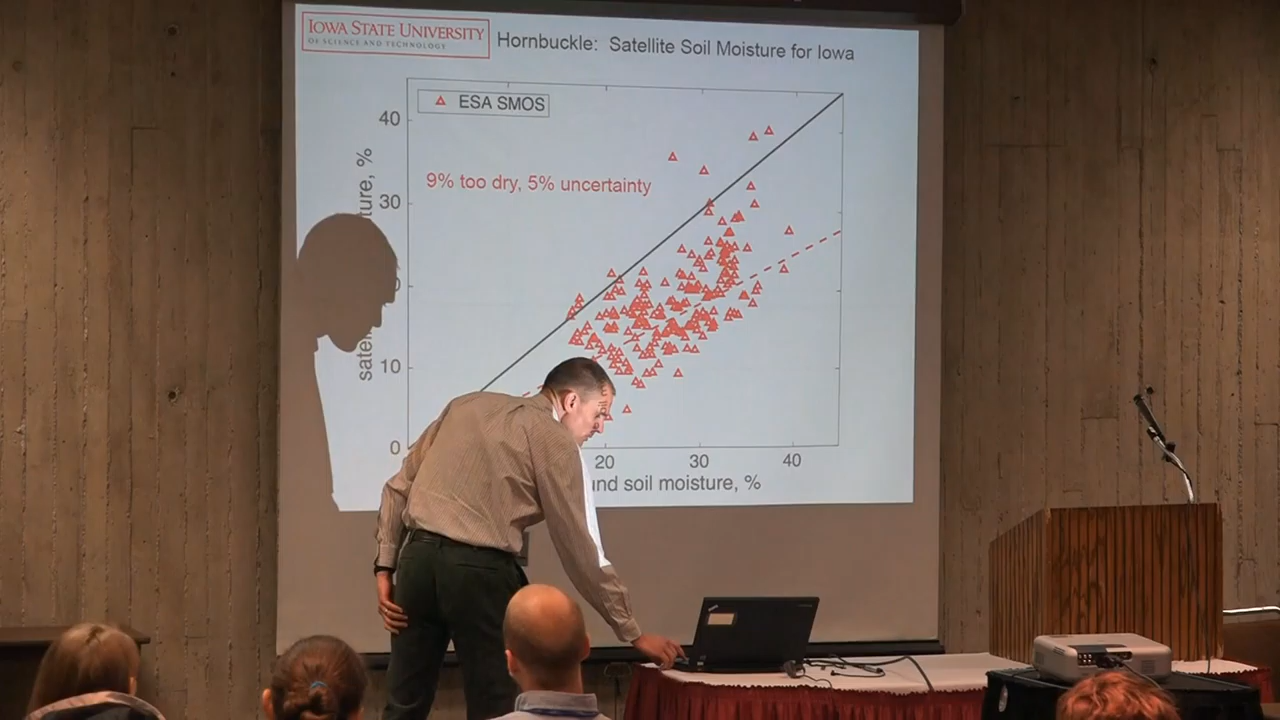 IOWA STATE UNIVERSITY
OF SCIENCE AND TECHNOLOGY
Hornbuckle: Satellite Soil Moisture for Iowa
ESA SMOS
9% too dry, 5% uncertainty
40
30
10
0
20 30 40
soil moisture, %